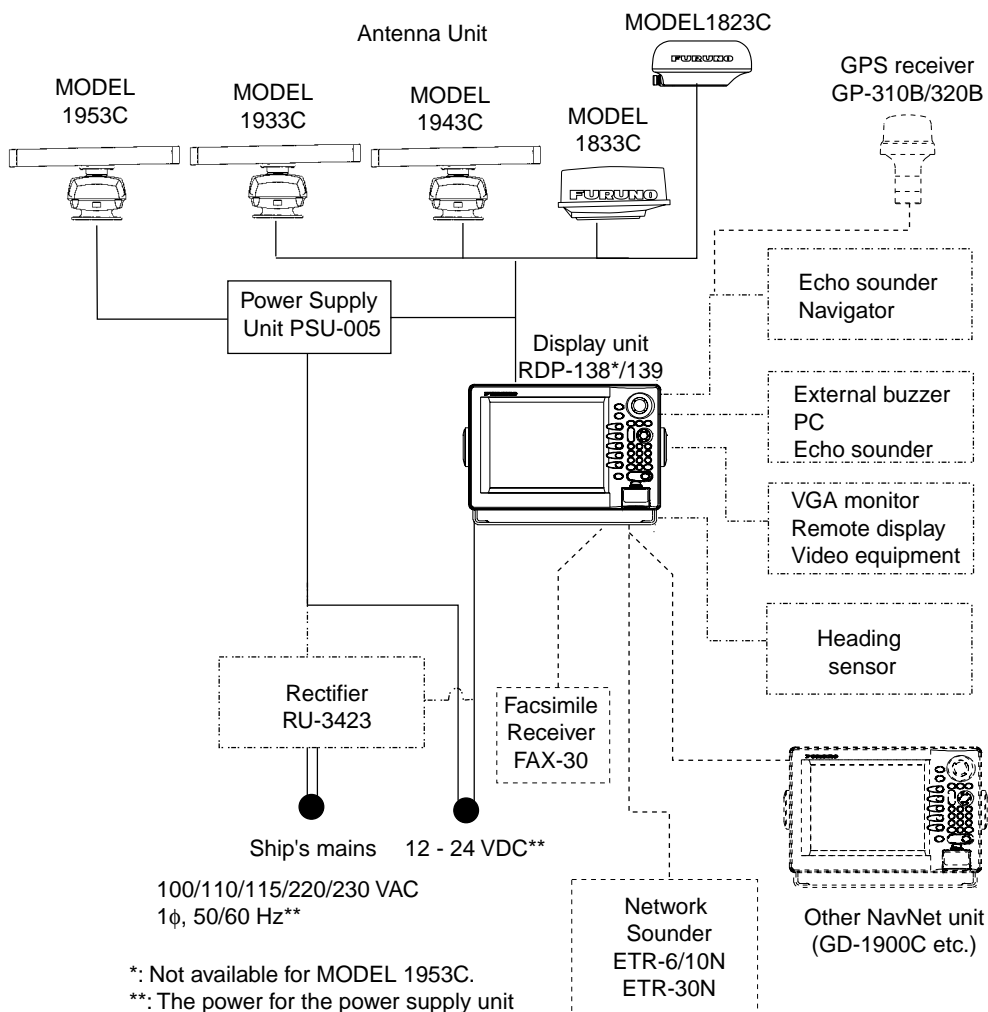 Antenna Unit
MODEL1823C
FURUNO
GPS receiver
GP-310B/320B
MODEL
1953C
MODEL
1933C
MODEL
1943C
MODEL
1833C
FURUNO
Echo sounder
Navigator
Power Supply
Unit PSU-005
Display unit
RDP-138*/139
FURUNO
External buzzer
PC
Echo sounder
VGA monitor
Remote display
Video equipment
Heading
sensor
Rectifier
RU-3423
Facsimile
Receiver
FAX-30
FURUNO
Ship's mains
12 - 24 VDC**
100/110/115/220/230 VAC
1ϕ, 50/60 Hz**
Network
Sounder
ETR-6/10N
ETR-30N
Other NavNet unit
(GD-1900C etc.)
*: Not available for MODEL 1953C.
**: The power for the power supply unit